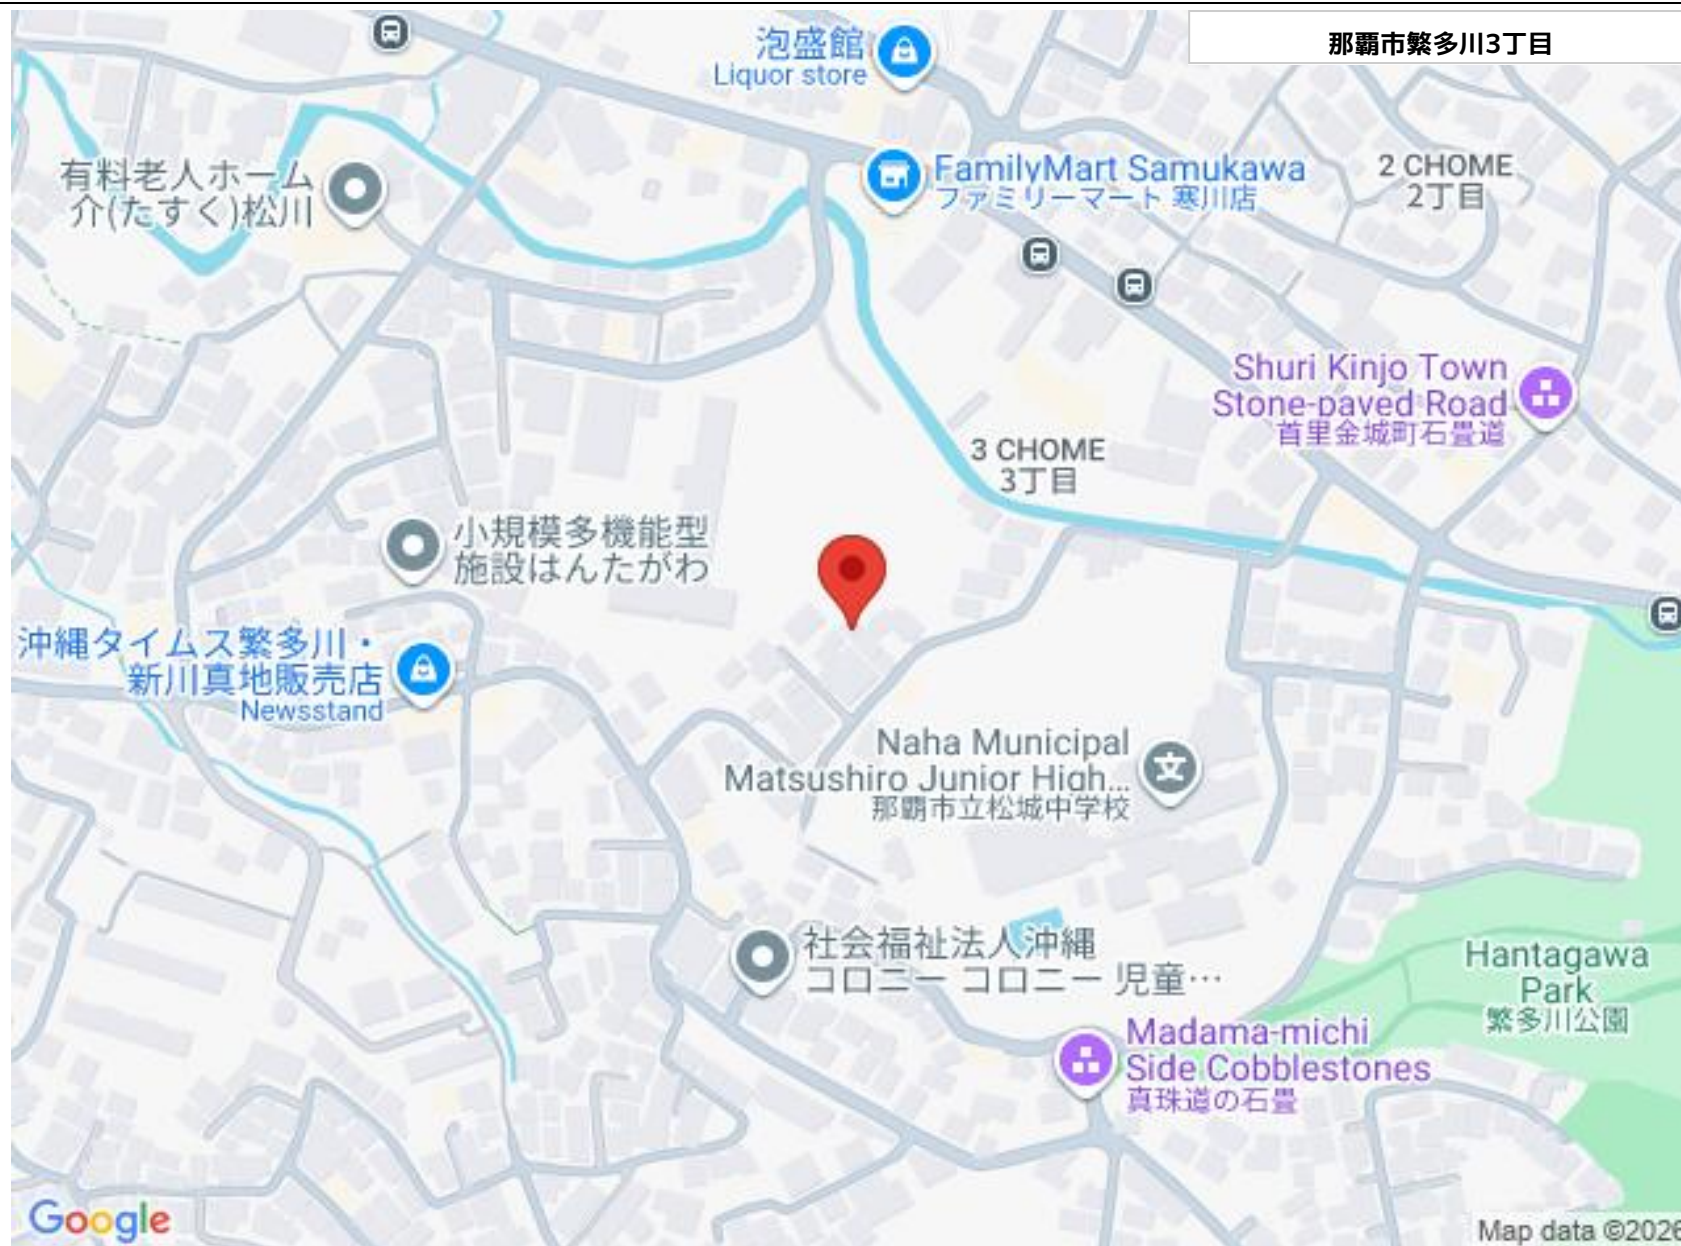 那覇市繁多川3丁目
泡盛館
Liquor store
FamilyMart Samukawa
ファミリーマート 寒川店
2 CHOME
2丁目
有料老人ホーム
介(たすく)松川
Shuri Kinjo Town
Stone-paved Road
首里金城町石畳道
3 CHOME
3丁目
小規模多機能型
施設はんたがわ
沖縄タイムス繁多川・
新川真地販売店
Newsstand
Naha Municipal
Matsushiro Junior High...
那覇市立松城中学校
文
社会福祉法人沖縄
コロニー コロニー 児童…
Hantagawa
Park
繁多川公園
Madama-michi
Side Cobblestones
真珠道の石畳
Google
Map data ©2026